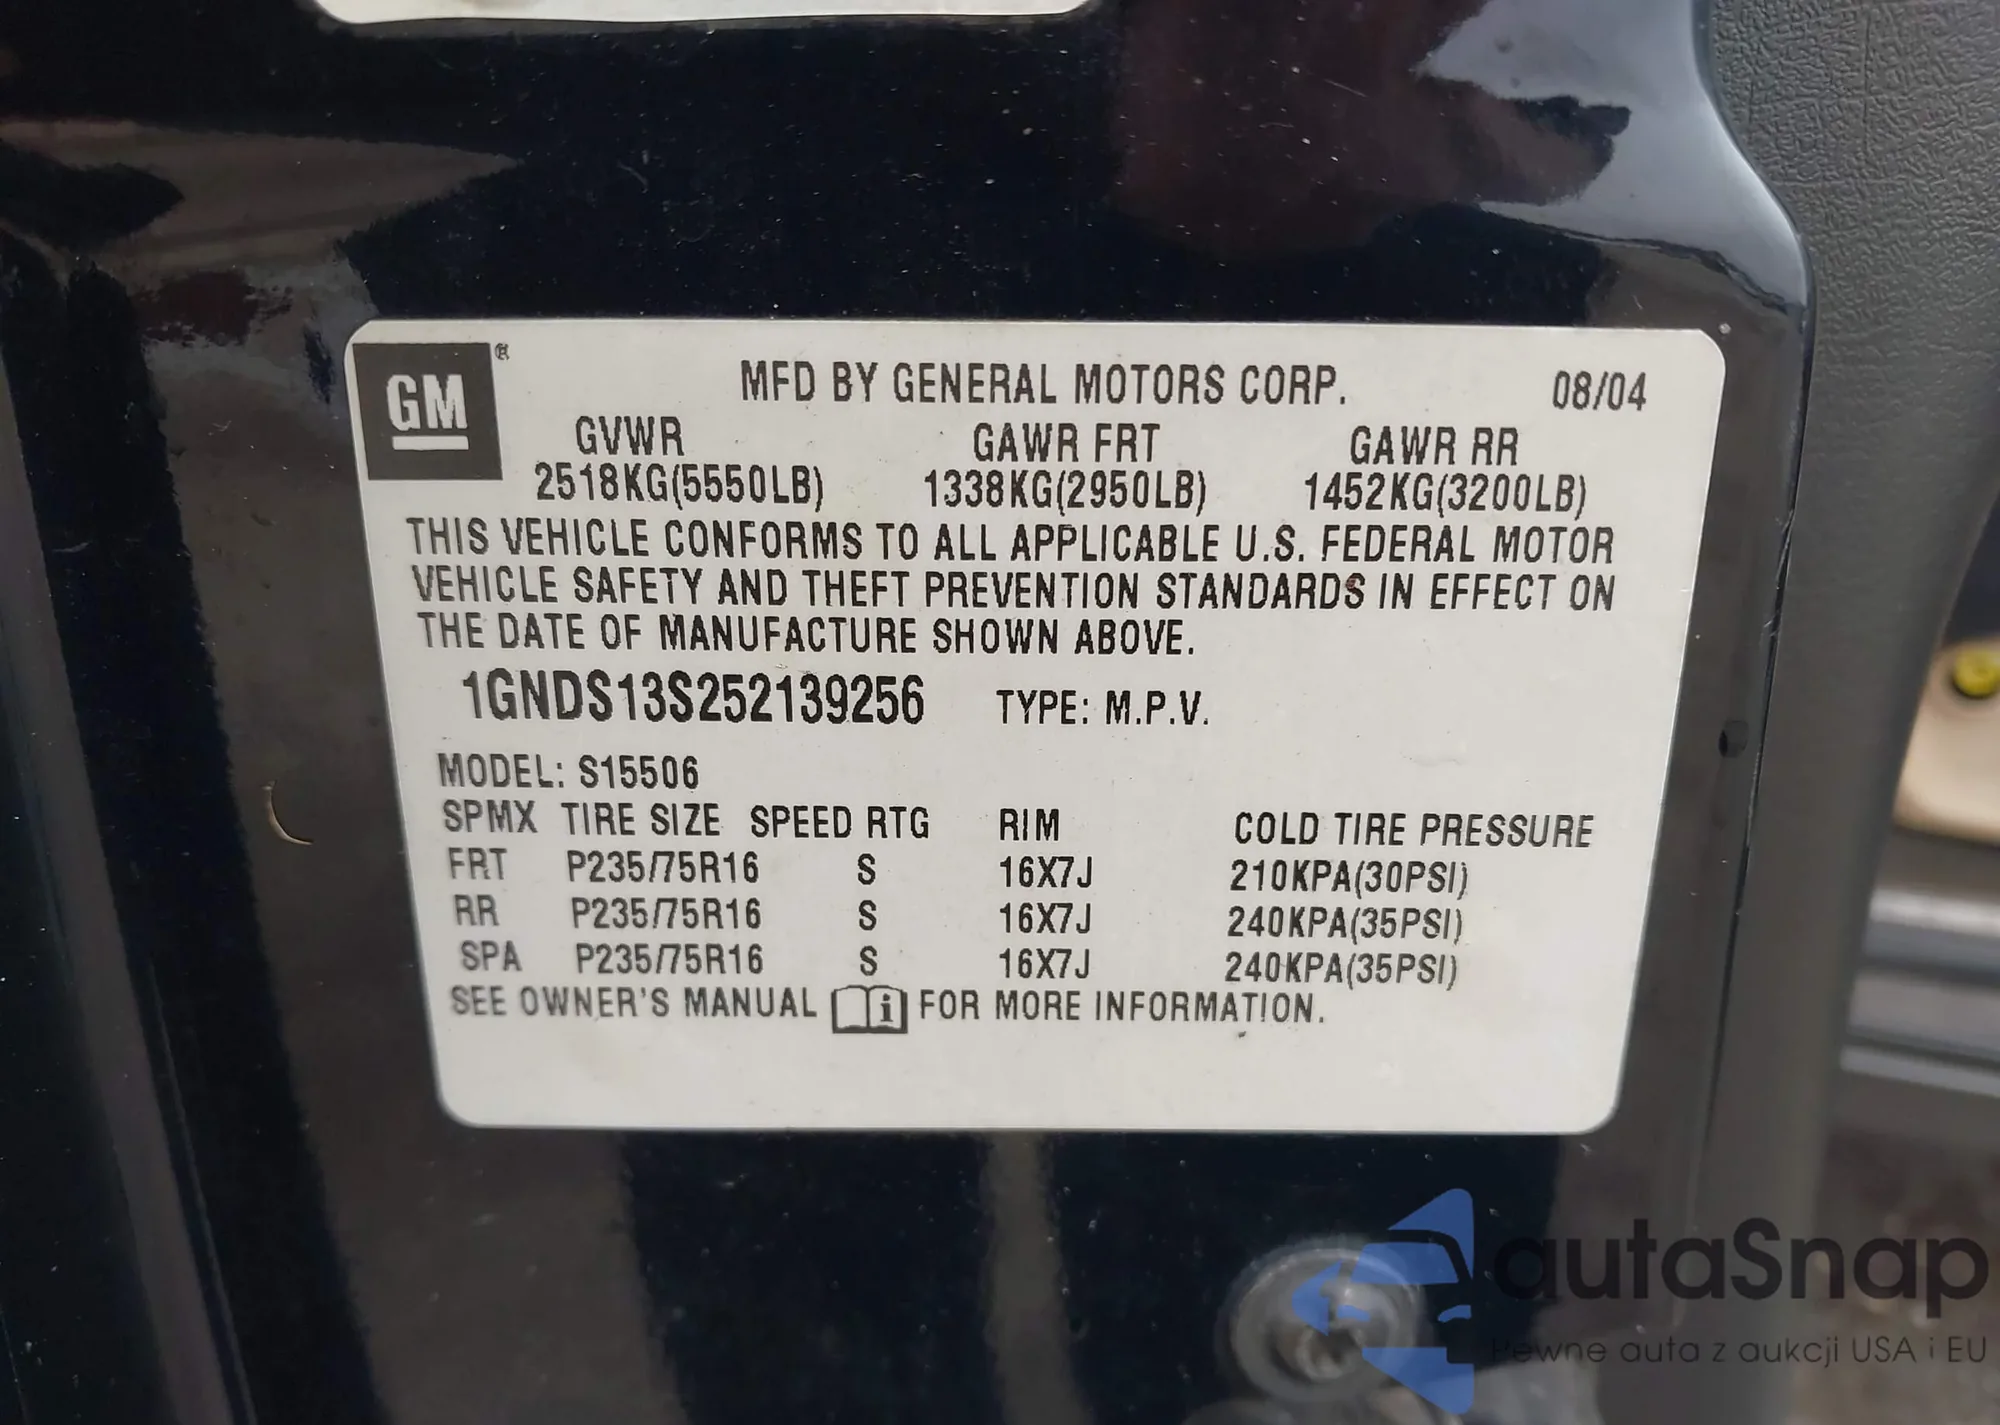 GM ®
MFD BY GENERAL MOTORS CORP. 08/04
GVWR GAWR FRT GAWR RR
2518KG(5550LB) 1338KG(2950LB) 1452KG(3200LB)
THIS VEHICLE CONFORMS TO ALL APPLICABLE U.S. FEDERAL MOTOR
VEHICLE SAFETY AND THEFT PREVENTION STANDARDS IN EFFECT ON
THE DATE OF MANUFACTURE SHOWN ABOVE.
1GNDS13S252139256 TYPE: M.P.V.
MODEL: S15506
SPMX TIRE SIZE SPEED RTG RIM COLD TIRE PRESSURE
FRT P235/75R16 S 16X7J 210KPA(30PSI)
RR P235/75R16 S 16X7J 240KPA(35PSI)
SPA P235/75R16 S 16X7J 240KPA(35PSI)
SEE OWNER'S MANUAL i FOR MORE INFORMATION.
autaSnap
Pewne auta z aukcji USA i EU